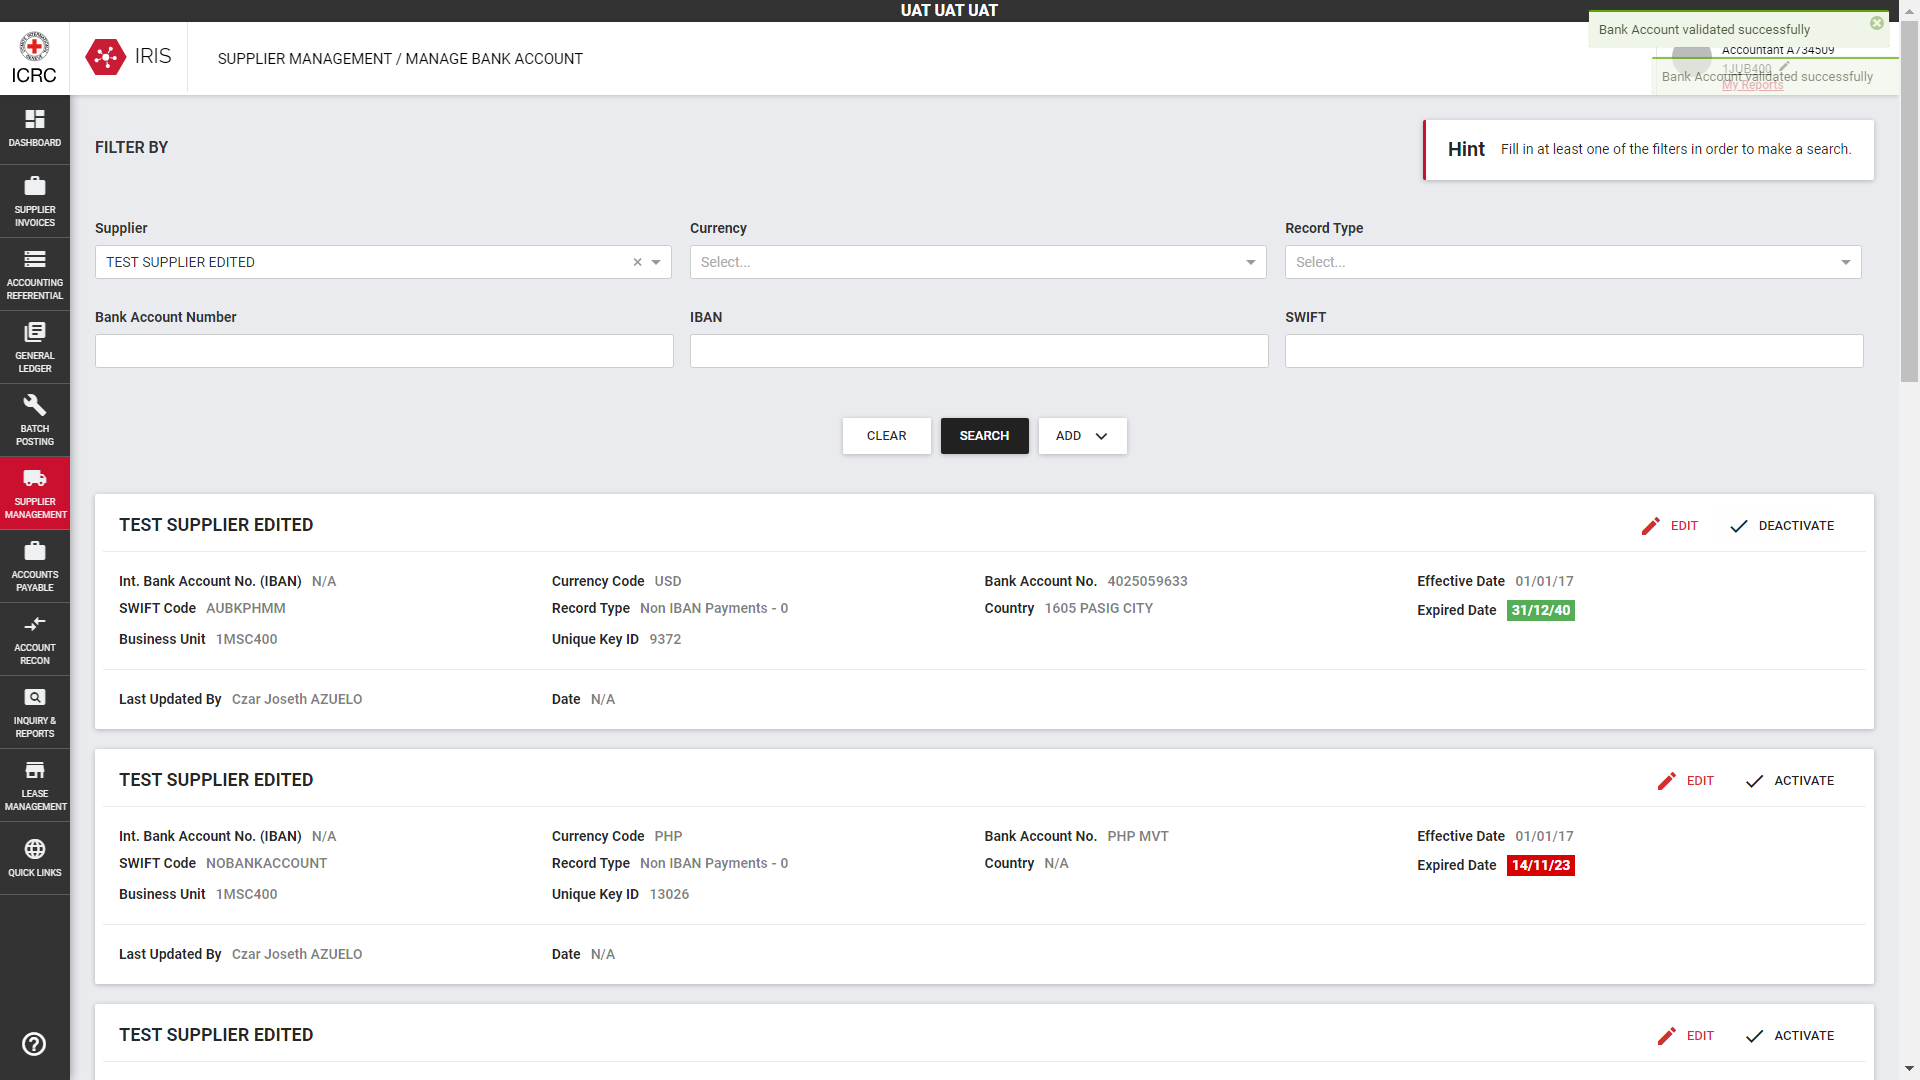 UAT UAT UAT
ICRC
IRIS
SUPPLIER MANAGEMENT / MANAGE BANK ACCOUNT
Bank Account validated successfully
Accountant A734509
1JUB400
Bank Account validated successfully
My Reports
DASHBOARD
SUPPLIER
INVOICES
ACCOUNTING
REFERENTIAL
GENERAL
LEDGER
BATCH
POSTING
SUPPLIER
MANAGEMENT
ACCOUNTS
PAYABLE
ACCOUNT
RECON
INQUIRY &
REPORTS
LEASE
MANAGEMENT
QUICK LINKS
FILTER BY
Hint Fill in at least one of the filters in order to make a search.
Supplier Currency Record Type
TEST SUPPLIER EDITED Select... Select...
Bank Account Number IBAN SWIFT
CLEAR SEARCH ADD
TEST SUPPLIER EDITED EDIT DEACTIVATE
Int. Bank Account No. (IBAN) N/A Currency Code USD Bank Account No. 4025059633 Effective Date 01/01/17
SWIFT Code AUBKPHMM Record Type Non IBAN Payments - 0 Country 1605 PASIG CITY Expired Date 31/12/40
Business Unit 1MSC400 Unique Key ID 9372
Last Updated By Czar Joseth AZUELO Date N/A
TEST SUPPLIER EDITED EDIT ACTIVATE
Int. Bank Account No. (IBAN) N/A Currency Code PHP Bank Account No. PHP MVT Effective Date 01/01/17
SWIFT Code NOBANKACCOUNT Record Type Non IBAN Payments - 0 Country N/A Expired Date 14/11/23
Business Unit 1MSC400 Unique Key ID 13026
Last Updated By Czar Joseth AZUELO Date N/A
TEST SUPPLIER EDITED EDIT ACTIVATE